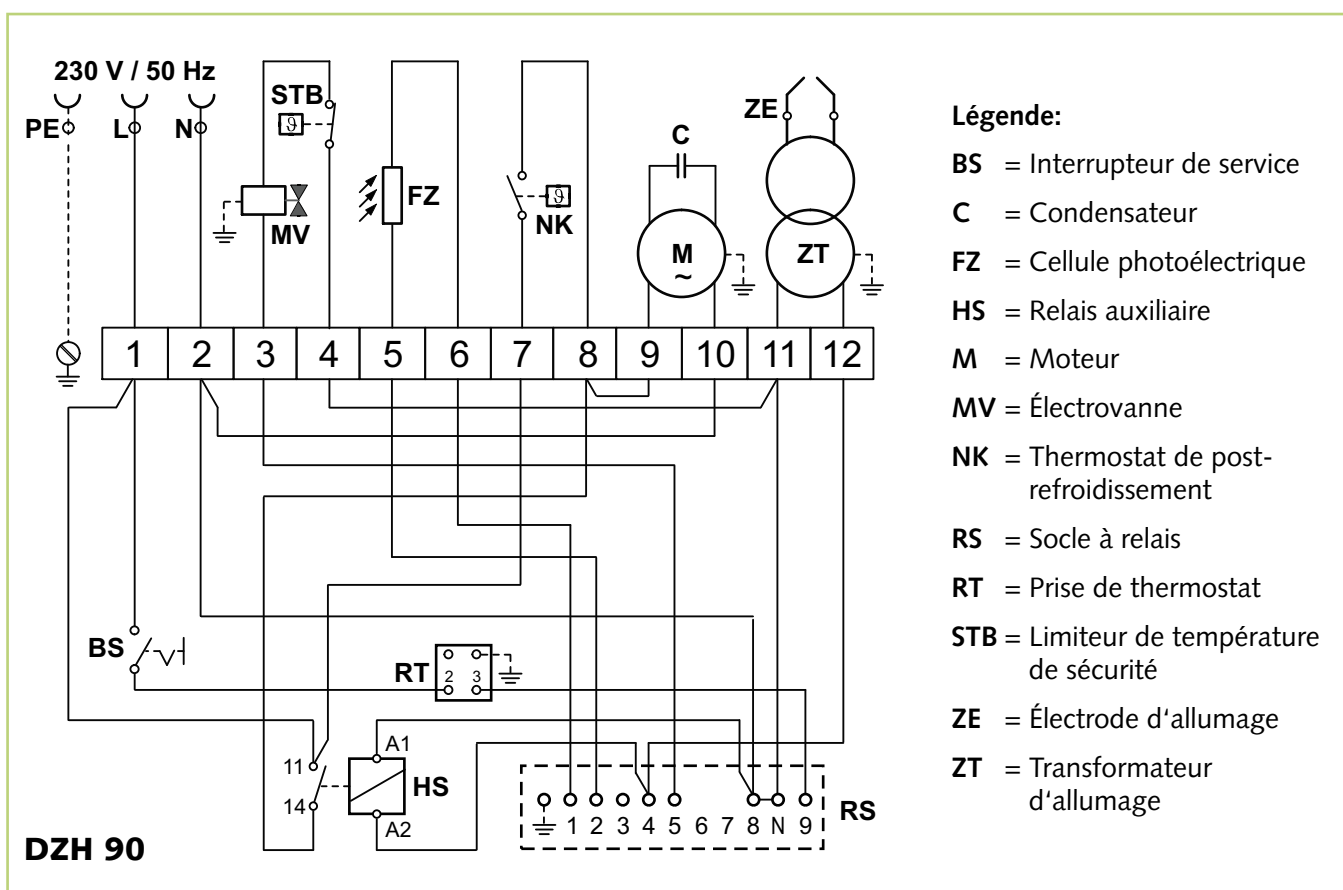 230 V / 50 Hz
PE L N
STB
ϑ
MV
FZ
ϑ
NK
C
M
~
ZE
ZT
1 2 3 4 5 6 7 8 9 10 11 12
BS
RT
2 3
11
14
A1
HS
A2
1 2 3 4 5 6 7 8 N 9
RS
DZH 90
Légende:
BS = Interrupteur de service
C = Condensateur
FZ = Cellule photoélectrique
HS = Relais auxiliaire
M = Moteur
MV = Électrovanne
NK = Thermostat de post-
refroidissement
RS = Socle à relais
RT = Prise de thermostat
STB = Limiteur de température
de sécurité
ZE = Électrode d‘allumage
ZT = Transformateur
d‘allumage